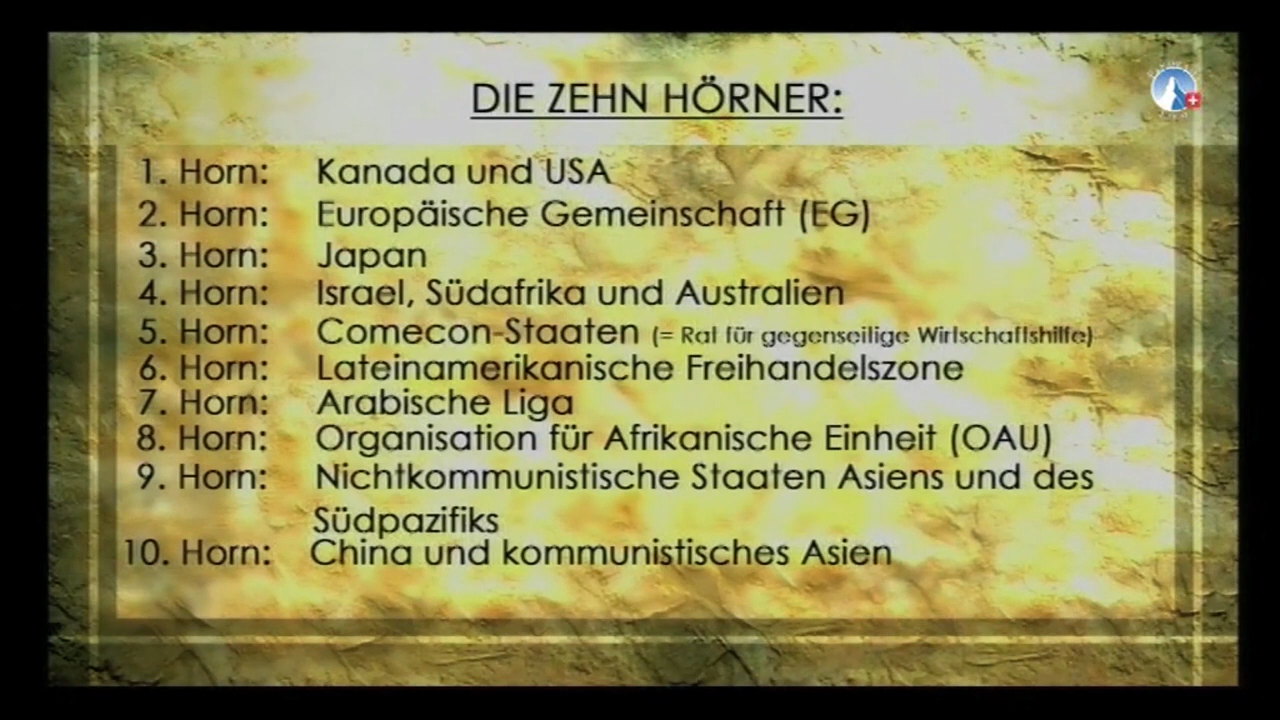 DIE ZEHN HÖRNER:
1. Horn: Kanada und USA
2. Horn: Europäische Gemeinschaft (EG)
3. Horn: Japan
4. Horn: Israel, Südafrika und Australien
5. Horn: Comecon-Staaten (= Rat für gegenseitige Wirtschaftshilfe)
6. Horn: Lateinamerikanische Freihandelszone
7. Horn: Arabische Liga
8. Horn: Organisation für Afrikanische Einheit (OAU)
9. Horn: Nichtkommunistische Staaten Asiens und des
Südpazifiks
10. Horn: China und kommunistisches Asien